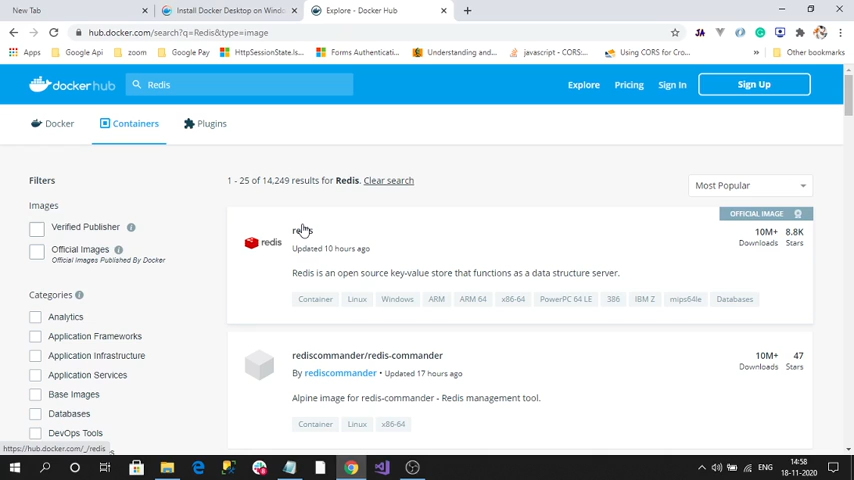 New Tab
Install Docker Desktop on Windo
Explore - Docker Hub
hub.docker.com/search?q=Redis&type=image
Apps
Google Api
zoom
Google Pay
HttpSessionState.Is...
Forms Authenticati...
Understanding and...
javascript - CORS:...
Using CORS for Cro...
Other bookmarks
dockerhub
Redis
Explore
Pricing
Sign In
Sign Up
Docker
Containers
Plugins
Filters
1 - 25 of 14,249 results for Redis. Clear search
Most Popular
Images
Verified Publisher
Official Images
Official Images Published By Docker
Categories
Analytics
Application Frameworks
Application Infrastructure
Application Services
Base Images
Databases
DevOps Tools
OFFICIAL IMAGE
redis
redis
Updated 10 hours ago
10M+ 8.8K
Downloads Stars
Redis is an open source key-value store that functions as a data structure server.
Container Linux Windows ARM ARM 64 x86-64 PowerPC 64 LE 386 IBM Z mips64le Databases
rediscommander/redis-commander
By rediscommander • Updated 17 hours ago
10M+ 47
Downloads Stars
Alpine image for redis-commander - Redis management tool.
Container Linux x86-64
https://hub.docker.com/_/redis
ENG
14:58
18-11-2020